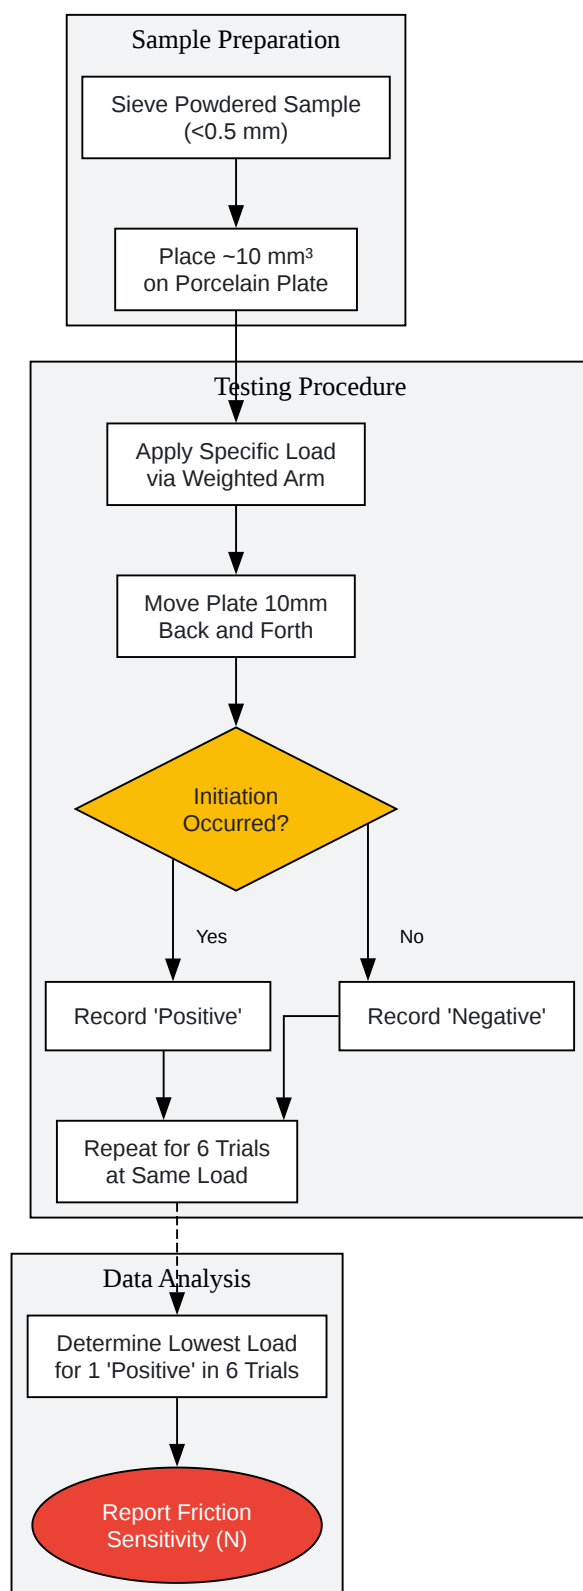 Sample Preparation
Sieve Powdered Sample
(<0.5 mm)
Place ~10 mm³
on Porcelain Plate
Testing Procedure
Apply Specific Load
via Weighted Arm
Move Plate 10mm
Back and Forth
Initiation
Occurred?
Yes
No
Record 'Positive'
Record 'Negative'
Repeat for 6 Trials
at Same Load
Data Analysis
Determine Lowest Load
for 1 'Positive' in 6 Trials
Report Friction
Sensitivity (N)